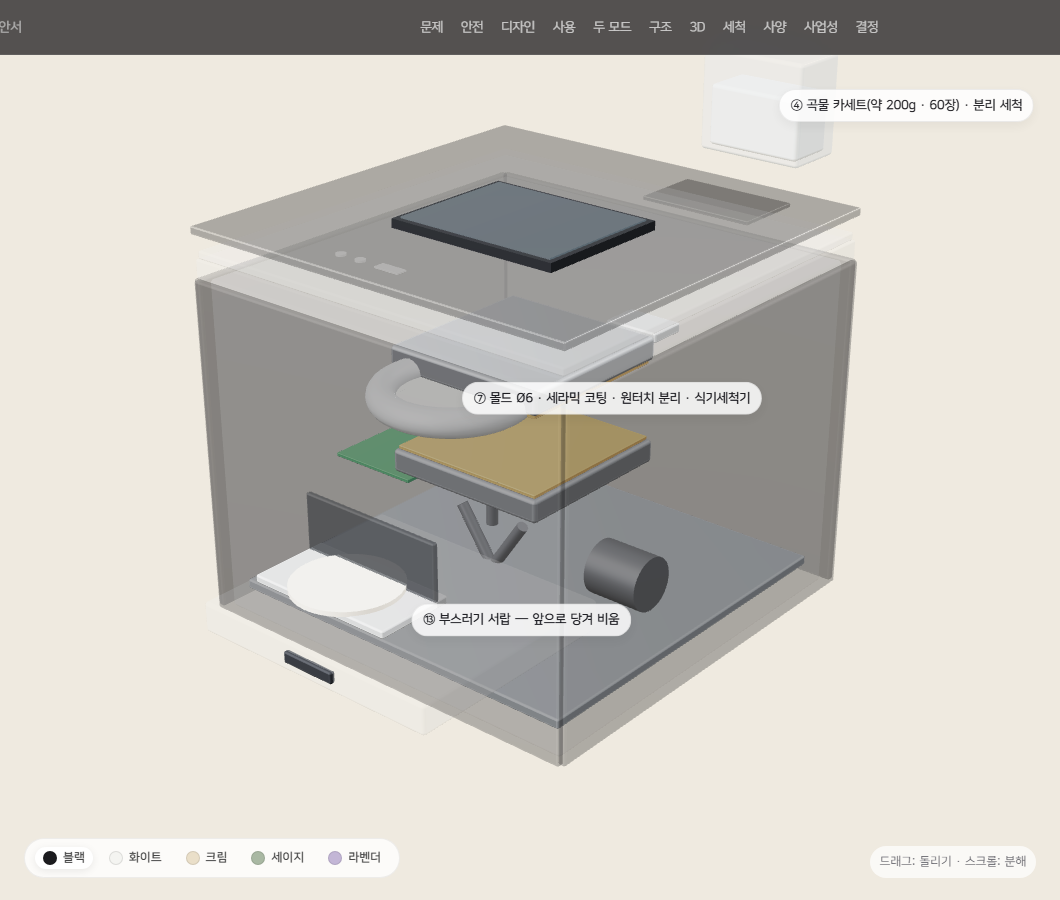 안서
문제 안전 디자인 사용 두 모드 구조 3D 세척 사양 사업성 결정
④ 곡물 카세트(약 200g · 60장) · 분리 세척
⑦ 몰드 Ø6 · 세라믹 코팅 · 원터치 분리 · 식기세척기
⑬ 부스러기 서랍 — 앞으로 당겨 비움
블랙 화이트 크림 세이지 라벤더
드래그: 돌리기 · 스크롤: 분해